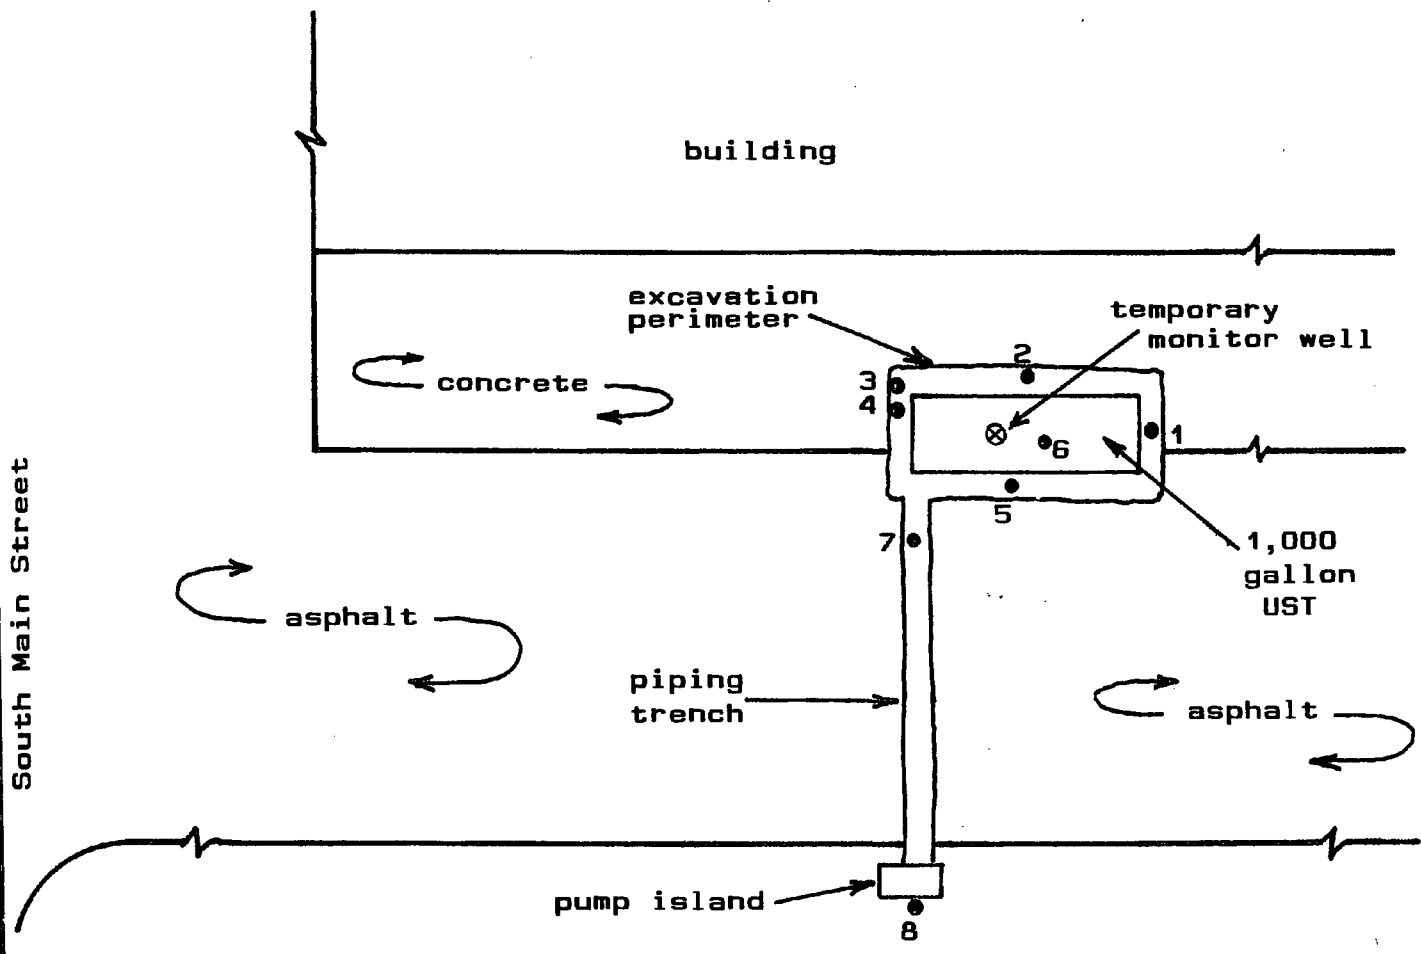 building
excavation
perimeter
temporary
monitor well
2
3
4
concrete
1
6
5
7
1,000
gallon
UST
South Main Street
asphalt
piping
trench
asphalt
pump island
8